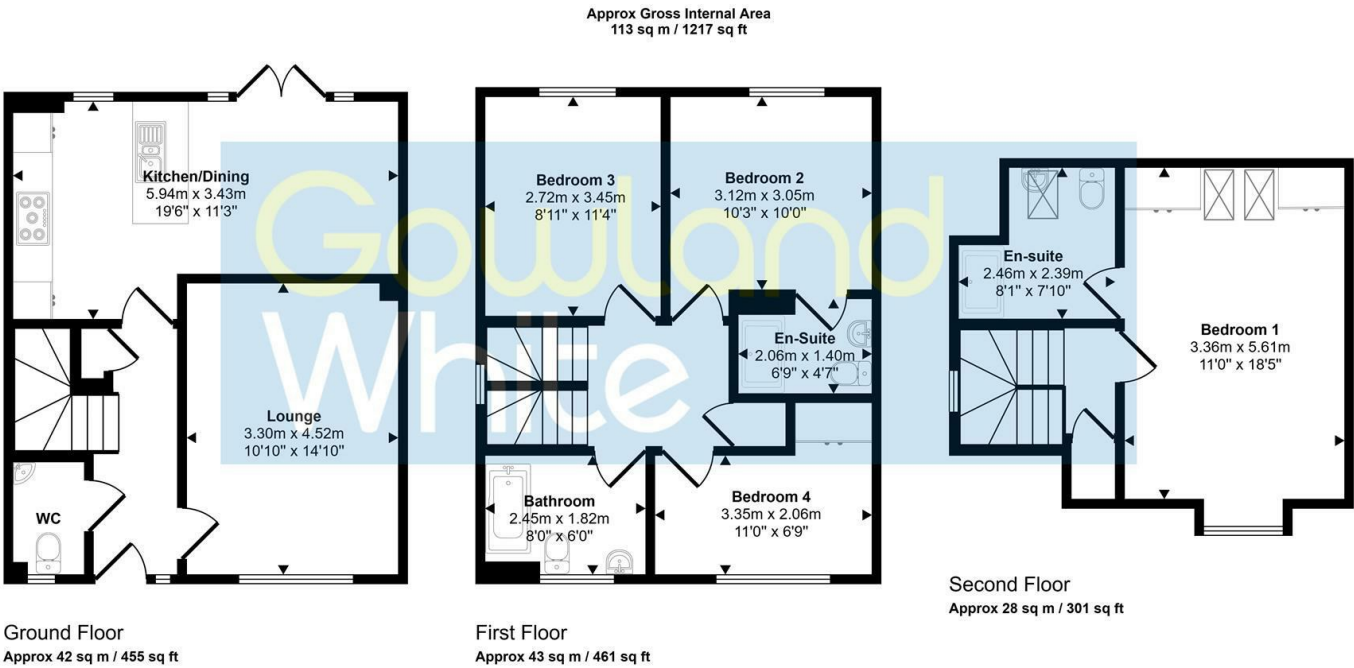 Approx Gross Internal Area
113 sq m / 1217 sq ft
Kitchen/Dining
5.94m x 3.43m
19'6" x 11'3"
Lounge
3.30m x 4.52m
10'10" x 14'10"
WC
Ground Floor
Approx 42 sq m / 455 sq ft
Bedroom 3
2.72m x 3.45m
8'11" x 11'4"
Bedroom 2
3.12m x 3.05m
10'3" x 10'0"
En-Suite
2.06m x 1.40m
6'9" x 4'7"
Bathroom
2.45m x 1.82m
8'0" x 6'0"
Bedroom 4
3.35m x 2.06m
11'0" x 6'9"
First Floor
Approx 43 sq m / 461 sq ft
En-suite
2.46m x 2.39m
8'1" x 7'10"
Bedroom 1
3.36m x 5.61m
11'0" x 18'5"
Second Floor
Approx 28 sq m / 301 sq ft
Gowland
White